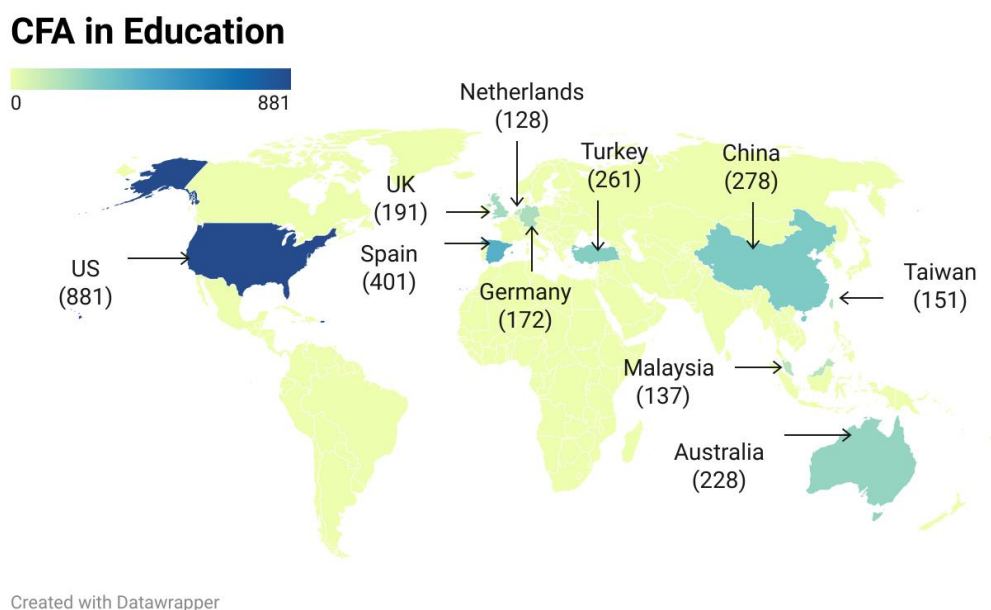 CFA in Education
0 881
Netherlands
(128)
Turkey
(261)
China
(278)
UK
(191)
Spain
(401)
US
(881)
Germany
(172)
Taiwan
(151)
Malaysia
(137)
Australia
(228)
Created with Datawrapper